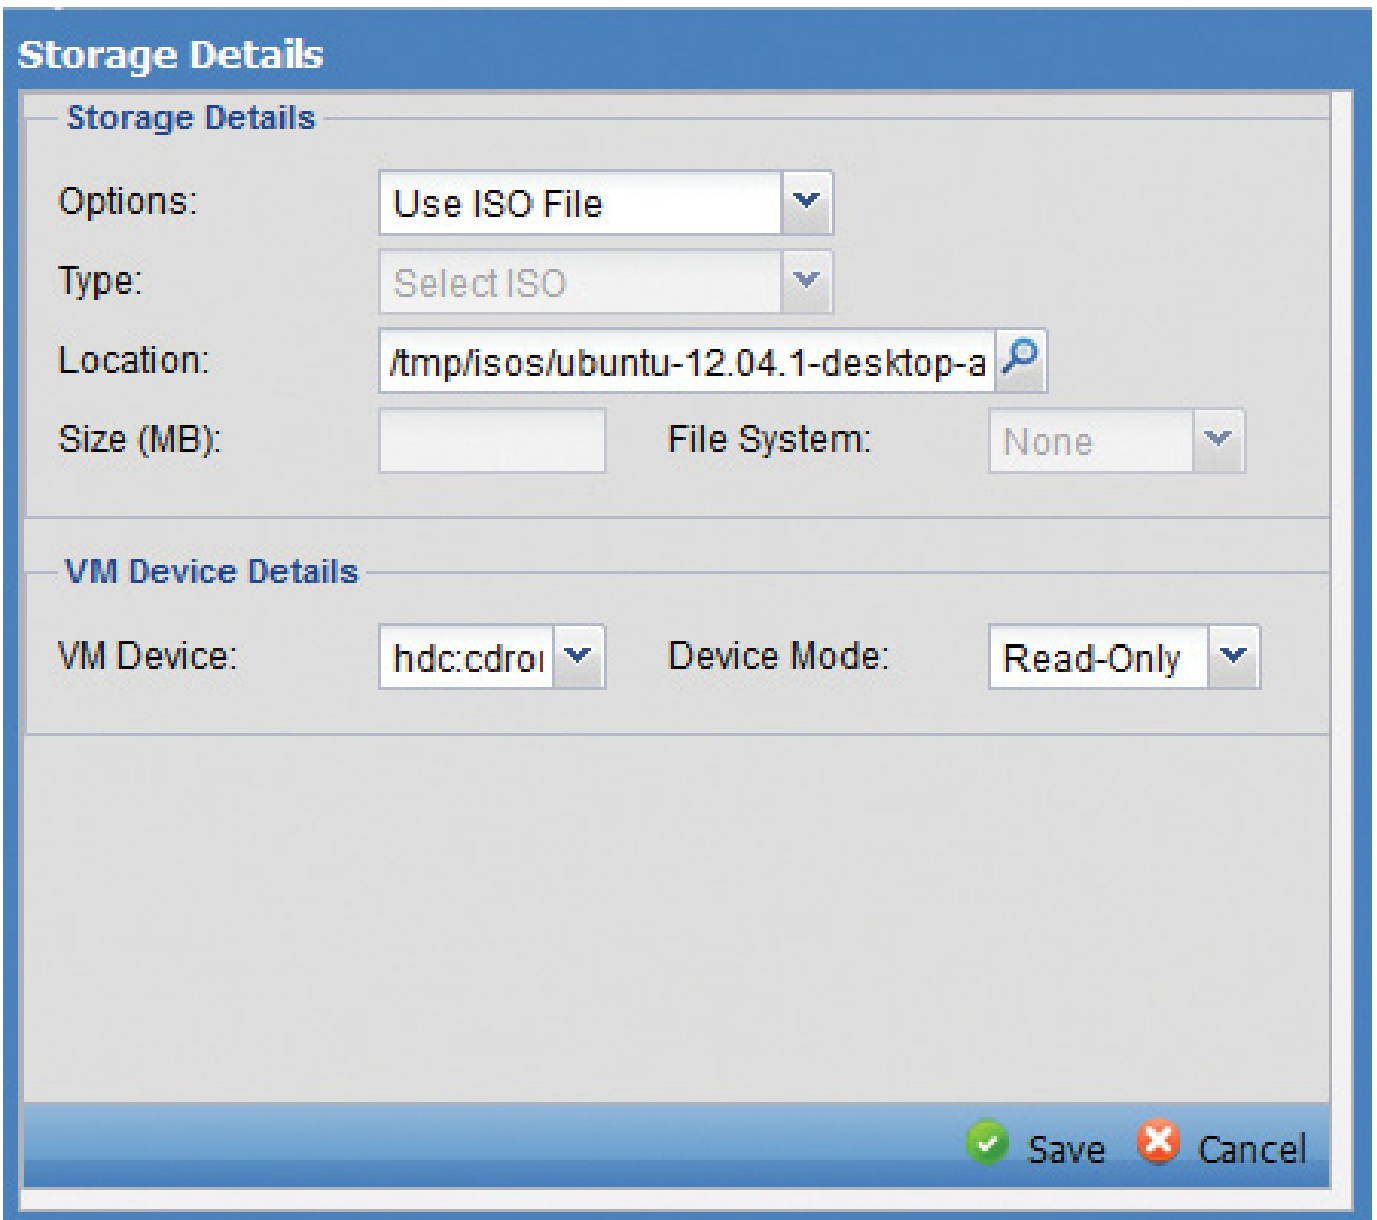 Storage Details
Storage Details
Options: Use ISO File
Type: Select ISO
Location: /tmp/isos/ubuntu-12.04.1-desktop-a
Size (MB): File System: None
VM Device Details
VM Device: hdc:cdro Device Mode: Read-Only
Save Cancel